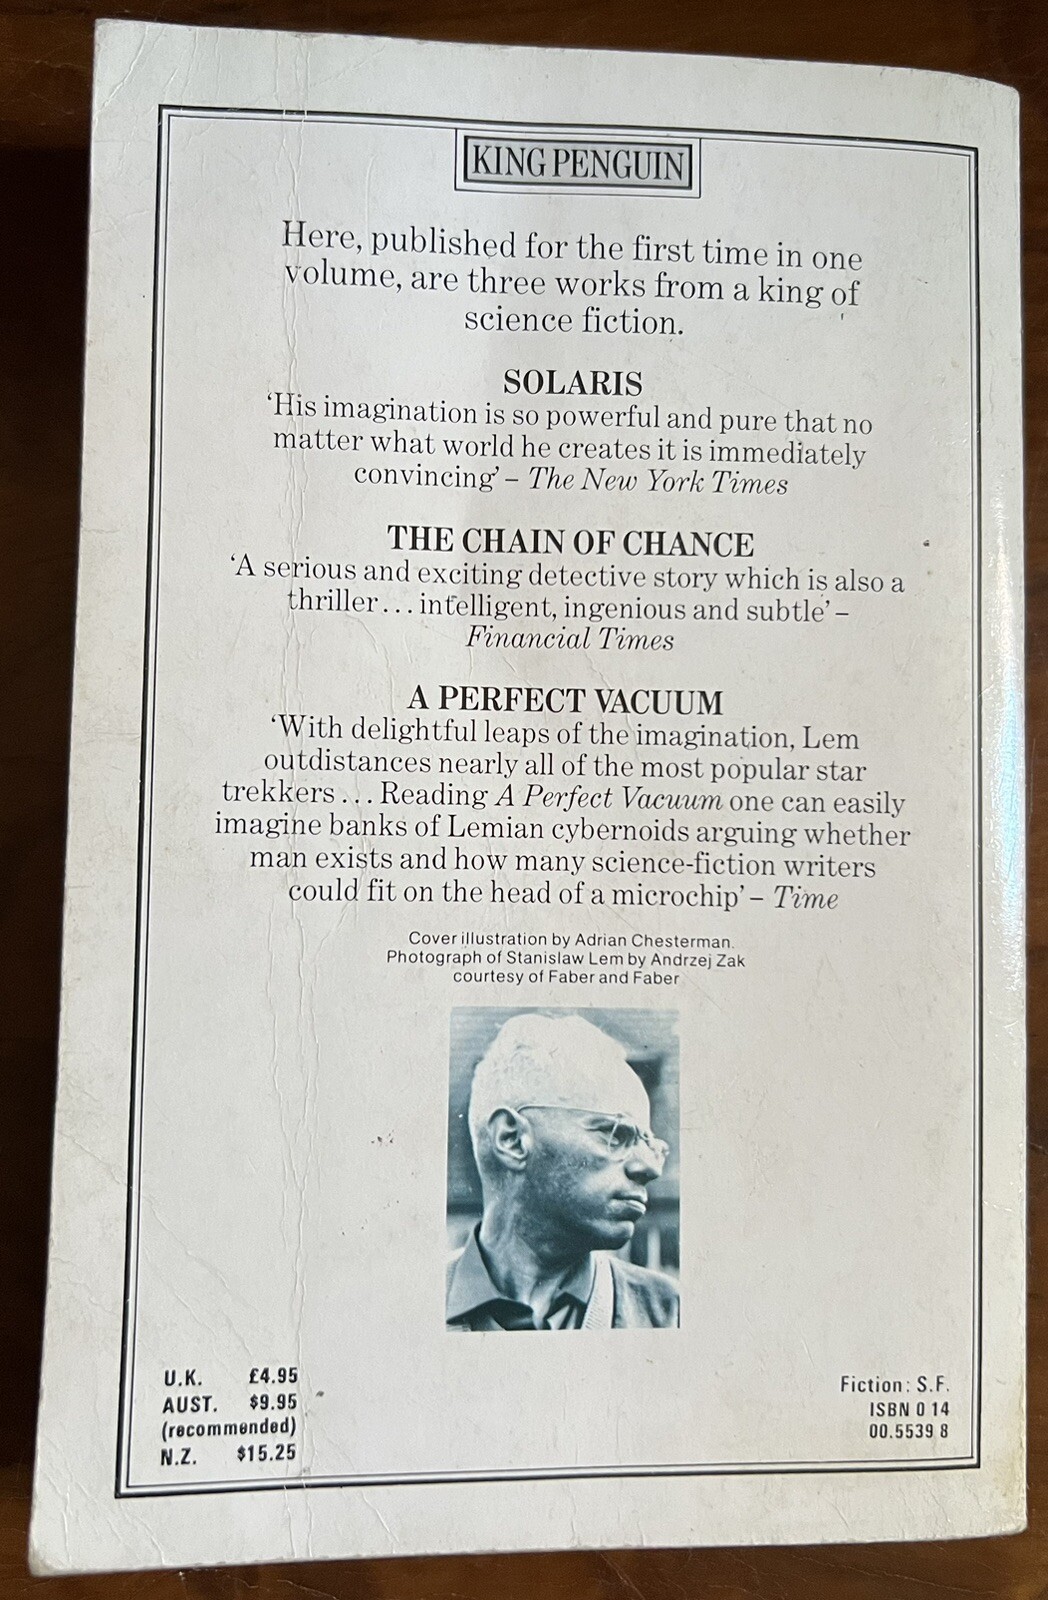 KING PENGUIN
Here, published for the first time in one
volume, are three works from a king of
science fiction.
SOLARIS
‘His imagination is so powerful and pure that no
matter what world he creates it is immediately
convincing’ – The New York Times
THE CHAIN OF CHANCE
‘A serious and exciting detective story which is also a
thriller... intelligent, ingenious and subtle’ –
Financial Times
A PERFECT VACUUM
‘With delightful leaps of the imagination, Lem
outdistances nearly all of the most popular star
trekkers... Reading A Perfect Vacuum one can easily
imagine banks of Lemian cybernoids arguing whether
man exists and how many science-fiction writers
could fit on the head of a microchip’ – Time
Cover illustration by Adrian Chesterman.
Photograph of Stanislaw Lem by Andrzej Zak
courtesy of Faber and Faber
U.K. £4.95
AUST. $9.95
(recommended)
N.Z. $15.25
Fiction: S.F.
ISBN 0 14
00.5539 8